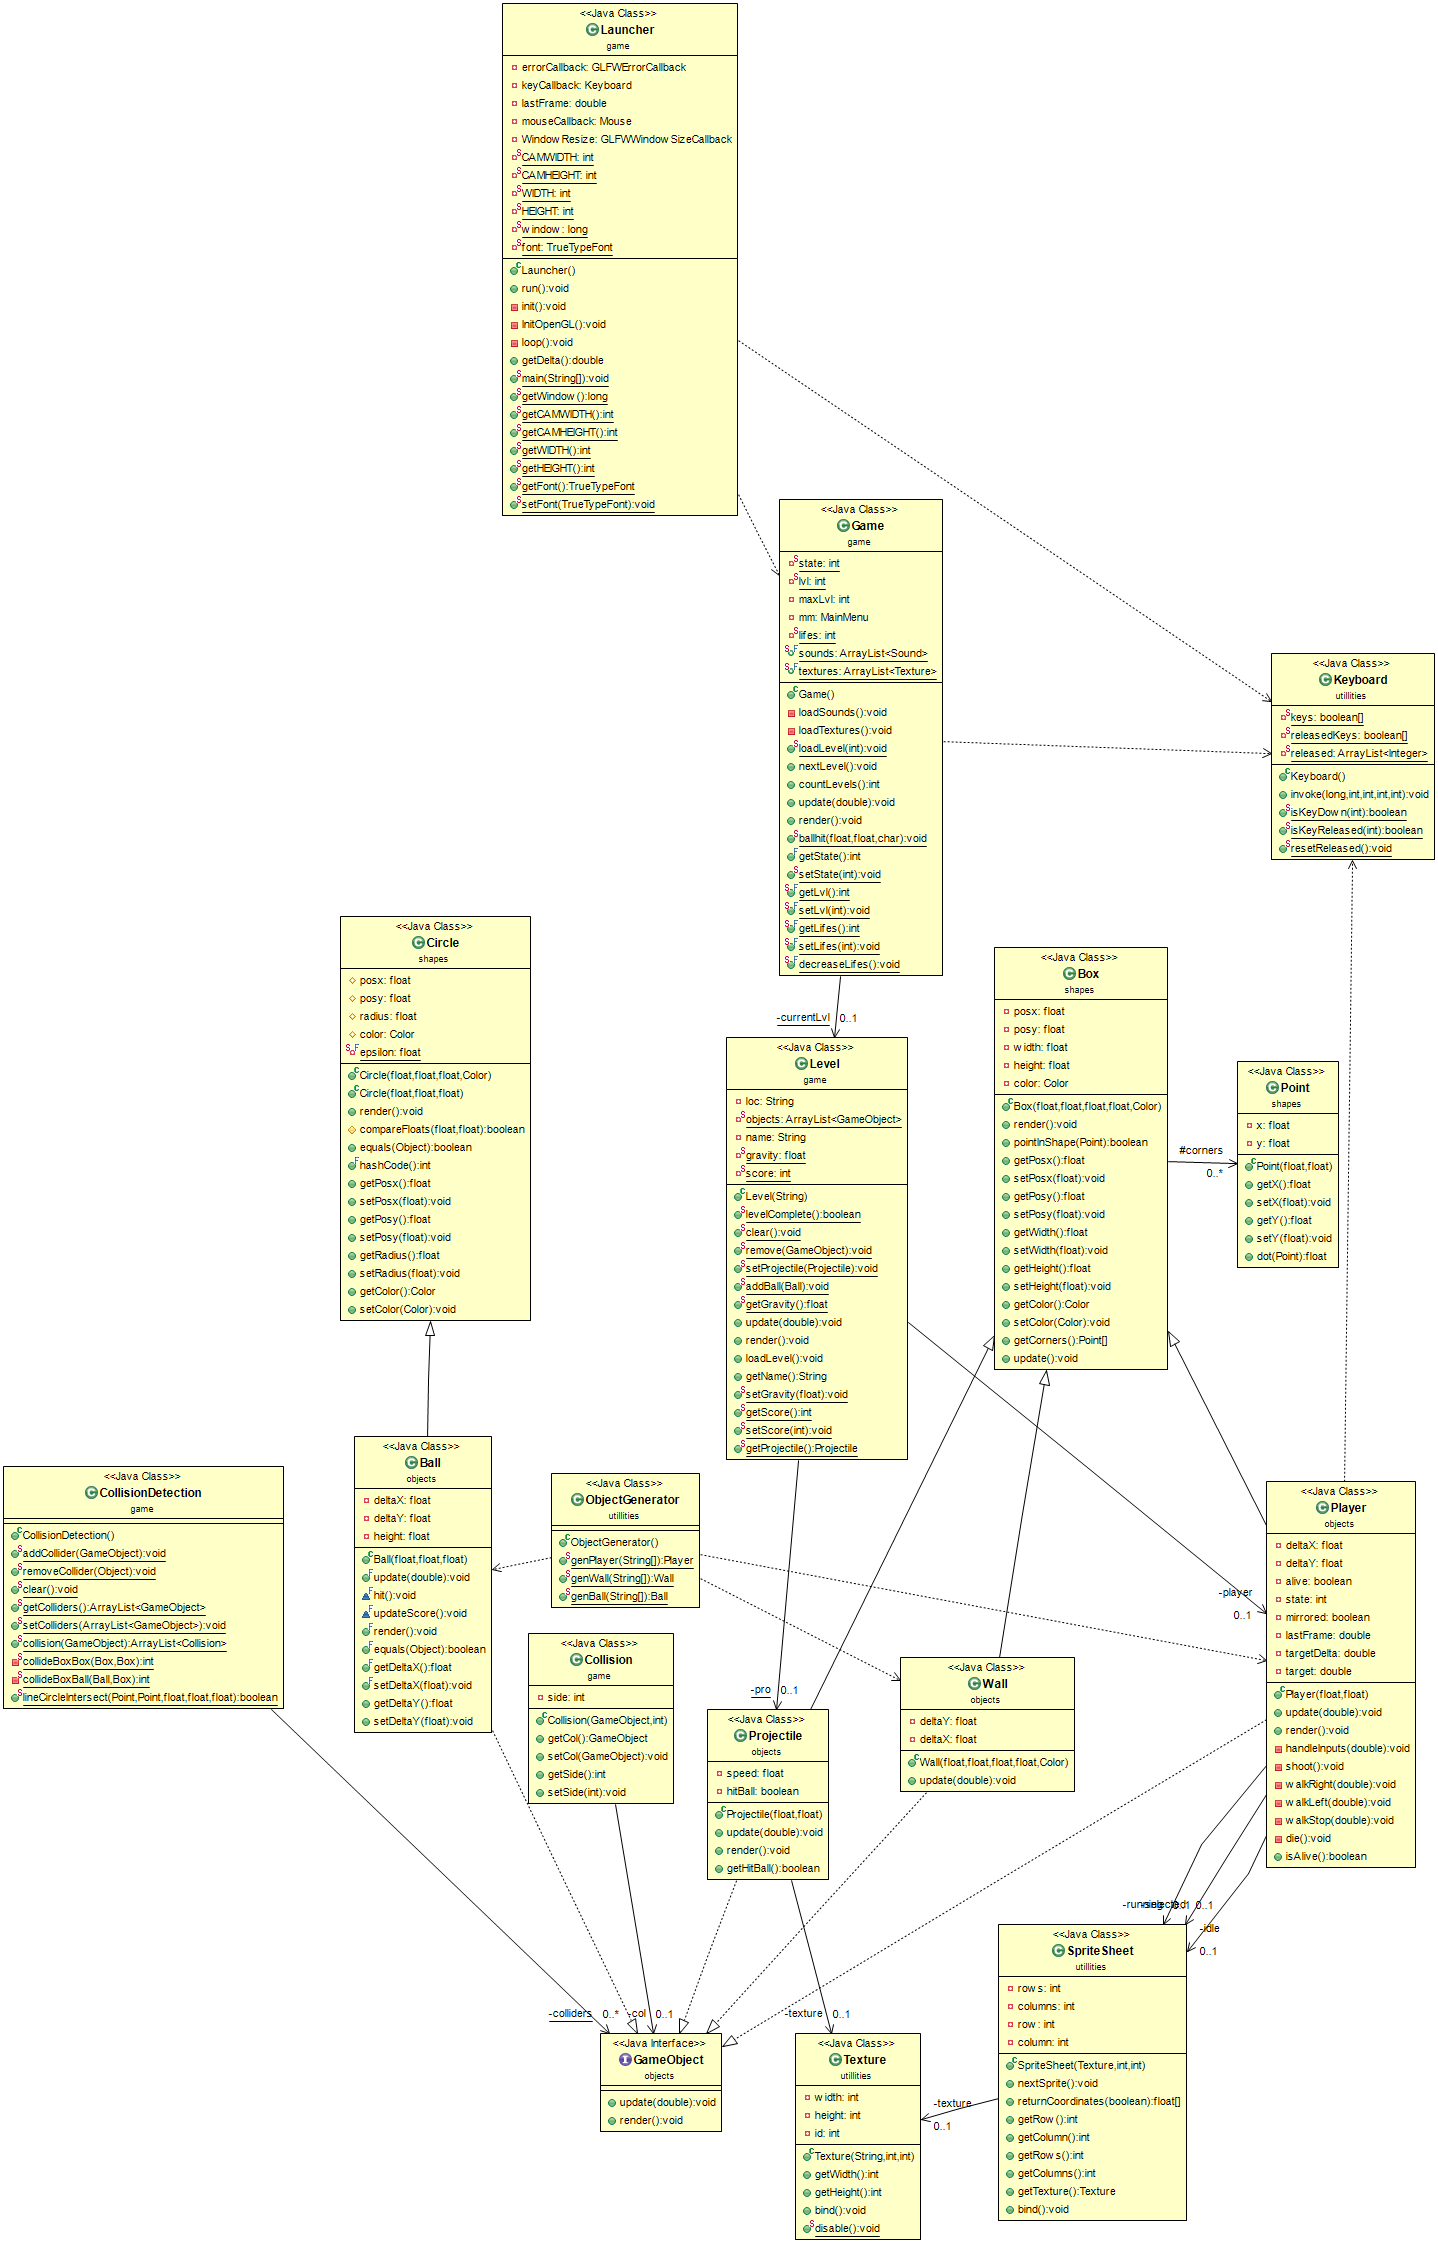 <<Java Class>>
Launcher
game
errorCallback: GLFWErrorCallback
keyCallback: Keyboard
lastFrame: double
mouseCallback: Mouse
WindowResize: GLFWWindowSizeCallback
CAMWIDTH: int
CAMHEIGHT: int
WIDTH: int
HEIGHT: int
window: long
font: TrueTypeFont
Launcher()
run():void
init():void
InitOpenGL():void
loop():void
getDelta():double
main(String[]):void
getWindow():long
getCAMWIDTH():int
getCAMHEIGHT():int
getWIDTH():int
getHEIGHT():int
getFont():TrueTypeFont
setFont(TrueTypeFont):void
<<Java Class>>
Game
game
state: int
lvl: int
maxLvl: int
mm: MainMenu
lifes: int
sounds: ArrayList<Sound>
textures: ArrayList<Texture>
Game()
loadSounds():void
loadTextures():void
loadLevel(int):void
nextLevel():void
countLevels():int
update(double):void
render():void
ballhit(float,float,char):void
getState():int
setState(int):void
getLvl():int
setLvl(int):void
getLifes():int
setLifes(int):void
decreaseLifes():void
<<Java Class>>
Keyboard
utillities
keys: boolean[]
releasedKeys: boolean[]
released: ArrayList<Integer>
Keyboard()
invoke(long,int,int,int,int):void
isKeyDown(int):boolean
isKeyReleased(int):boolean
resetReleased():void
<<Java Class>>
Circle
shapes
posx: float
posy: float
radius: float
color: Color
epsilon: float
Circle(float,float,float,Color)
Circle(float,float,float)
render():void
compareFloats(float,float):boolean
equals(Object):boolean
hashCode():int
getPosx():float
setPosx(float):void
getPosy():float
setPosy(float):void
getRadius():float
setRadius(float):void
getColor():Color
setColor(Color):void
-currentLvl 0..1
<<Java Class>>
Level
game
loc: String
objects: ArrayList<GameObject>
name: String
gravity: float
score: int
Level(String)
levelComplete():boolean
clear():void
remove(GameObject):void
setProjectile(Projectile):void
addBall(Ball):void
getGravity():float
update(double):void
render():void
loadLevel():void
getName():String
setGravity(float):void
getScore():int
setScore(int):void
getProjectile():Projectile
<<Java Class>>
Box
shapes
posx: float
posy: float
width: float
height: float
color: Color
Box(float,float,float,float,Color)
render():void
pointInShape(Point):boolean
getPosx():float
setPosx(float):void
getPosy():float
setPosy(float):void
getWidth():float
setWidth(float):void
getHeight():float
setHeight(float):void
getColor():Color
setColor(Color):void
getCorners():Point[]
update():void
#corners
0..*
<<Java Class>>
Point
shapes
x: float
y: float
Point(float,float)
getX():float
setX(float):void
getY():float
setY(float):void
dot(Point):float
<<Java Class>>
CollisionDetection
game
CollisionDetection()
addCollider(GameObject):void
removeCollider(Object):void
clear():void
getColliders():ArrayList<GameObject>
setColliders(ArrayList<GameObject>):void
collision(GameObject):ArrayList<Collision>
collideBoxBox(Box,Box):int
collideBoxBall(Ball,Box):int
lineCircleIntersect(Point,Point,float,float,float):boolean
<<Java Class>>
Ball
objects
deltaX: float
deltaY: float
height: float
Ball(float,float,float)
update(double):void
hit():void
updateScore():void
render():void
equals(Object):boolean
getDeltaX():float
setDeltaX(float):void
getDeltaY():float
setDeltaY(float):void
<<Java Class>>
ObjectGenerator
utillities
ObjectGenerator()
genPlayer(String[]):Player
genWall(String[]):Wall
genBall(String[]):Ball
<<Java Class>>
Collision
game
side: int
Collision(GameObject,int)
getCol():GameObject
setCol(GameObject):void
getSide():int
setSide(int):void
-pro 0..1
<<Java Class>>
Projectile
objects
speed: float
hitBall: boolean
Projectile(float,float)
update(double):void
render():void
getHitBall():boolean
<<Java Class>>
Wall
objects
deltaY: float
deltaX: float
Wall(float,float,float,float,Color)
update(double):void
-player
0..1
<<Java Class>>
Player
objects
deltaX: float
deltaY: float
alive: boolean
state: int
mirrored: boolean
lastFrame: double
targetDelta: double
target: double
Player(float,float)
update(double):void
render():void
handleInputs(double):void
shoot():void
walkRight(double):void
walkLeft(double):void
walkStop(double):void
die():void
isAlive():boolean
-running 0..1
-selected 0..1
-idle
0..1
<<Java Class>>
SpriteSheet
utillities
rows: int
columns: int
row: int
column: int
SpriteSheet(Texture,int,int)
nextSprite():void
returnCoordinates(boolean):float[]
getRow():int
getColumn():int
getRows():int
getColumns():int
getTexture():Texture
bind():void
-colliders 0..* -col 0..1
<<Java Interface>>
GameObject
objects
update(double):void
render():void
-texture 0..1
<<Java Class>>
Texture
utillities
width: int
height: int
id: int
Texture(String,int,int)
getWidth():int
getHeight():int
bind():void
disable():void
-texture
0..1